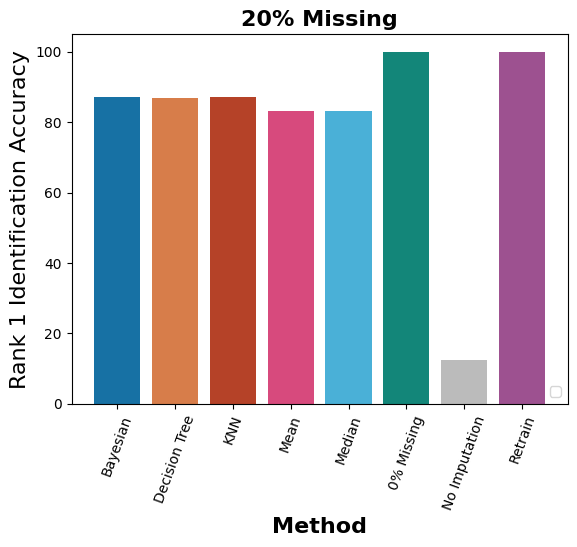 20% Missing
Rank 1 Identification Accuracy
100
80
60
40
20
0
Bayesian
Decision Tree
KNN
Mean
Median
0% Missing
No Imputation
Retrain
Method